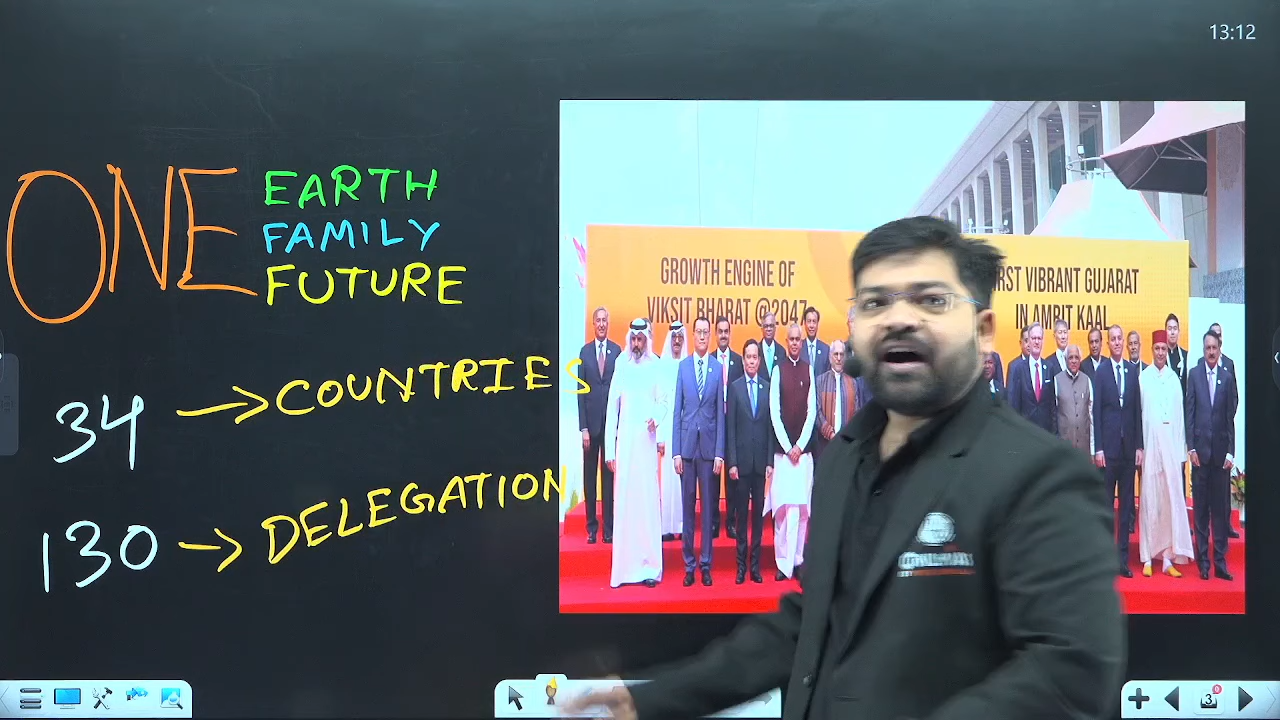 13:12
ONE EARTH
FAMILY
FUTURE
34 → COUNTRIES
130 → DELEGATION
GROWTH ENGINE OF
VIKSIT BHARAT @2047
VIBRANT GUJARAT
IN AMRIT KAAL
3